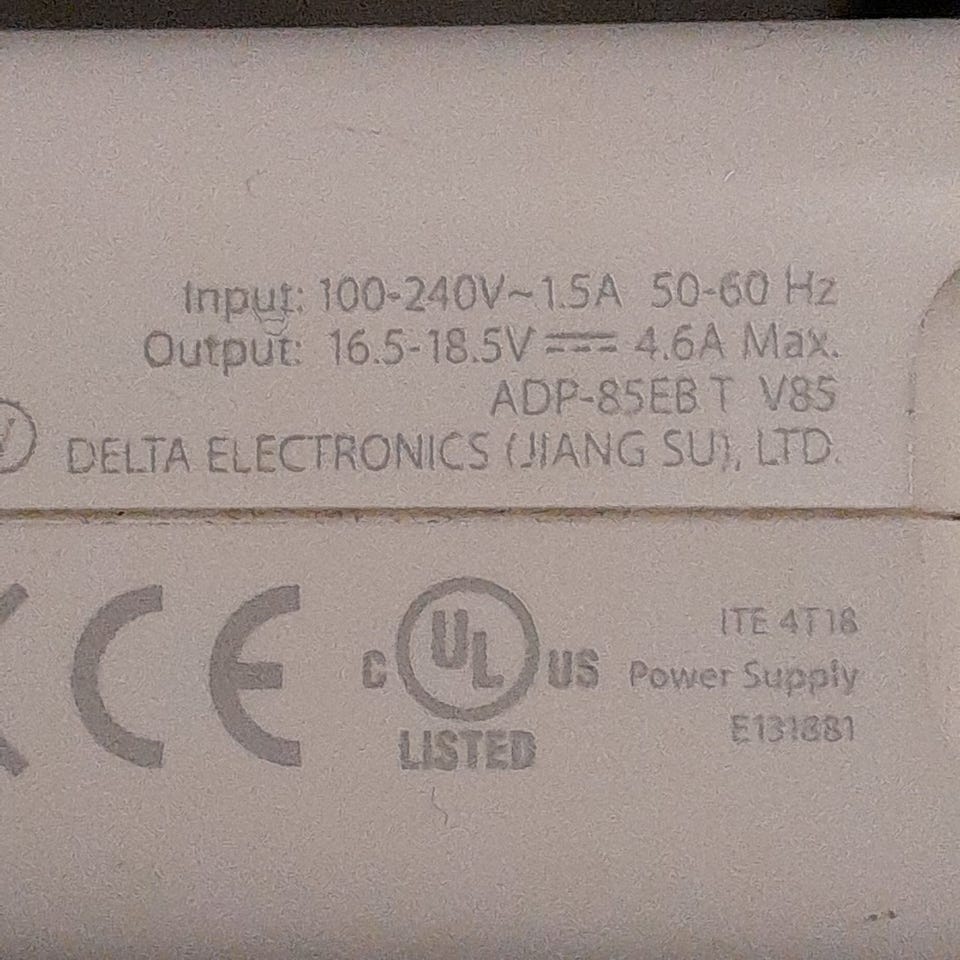 Input: 100-240V~1.5A 50-60 Hz
Output: 16.5-18.5V ⎓ 4.6A Max.
ADP-85EB T V85
DELTA ELECTRONICS (JIANG SU), LTD.
CE
C UL US
LISTED
ITE 4T18
Power Supply
E131881